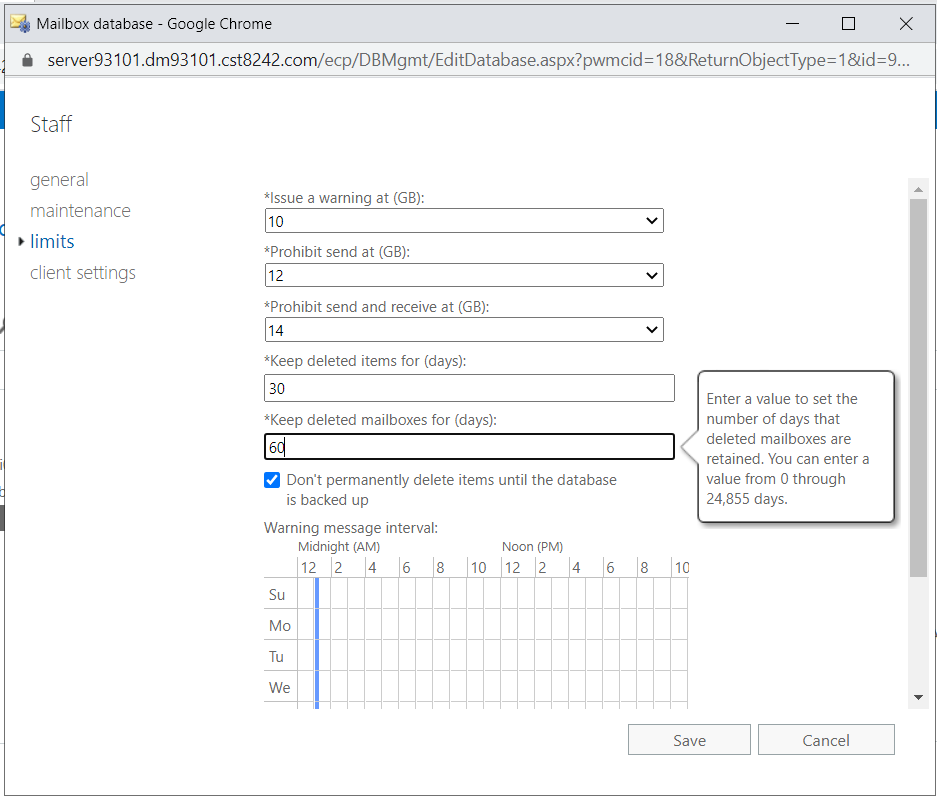 Mailbox database - Google Chrome
server93101.dm93101.cst8242.com/ecp/DBMgmt/EditDatabase.aspx?pwmcid=18&ReturnObjectType=1&id=9...
Staff
general
maintenance
limits
client settings
*Issue a warning at (GB):
10
*Prohibit send at (GB):
12
*Prohibit send and receive at (GB):
14
*Keep deleted items for (days):
30
*Keep deleted mailboxes for (days):
60
Enter a value to set the
number of days that
deleted mailboxes are
retained. You can enter a
value from 0 through
24,855 days.
Don't permanently delete items until the database
is backed up
Warning message interval:
Midnight (AM) Noon (PM)
12 2 4 6 8 10 12 2 4 6 8 10
Su
Mo
Tu
We
Save Cancel